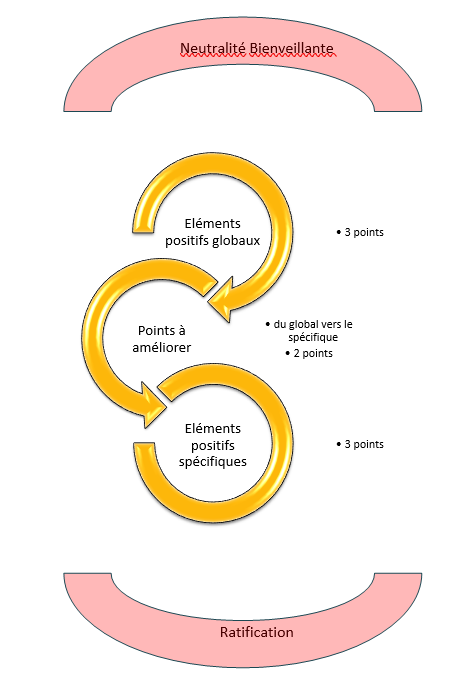 Neutralité Bienveillante
Eléments
positifs globaux
• 3 points
Points à
améliorer
• du global vers le
spécifique
• 2 points
Eléments
positifs
spécifiques
• 3 points
Ratification